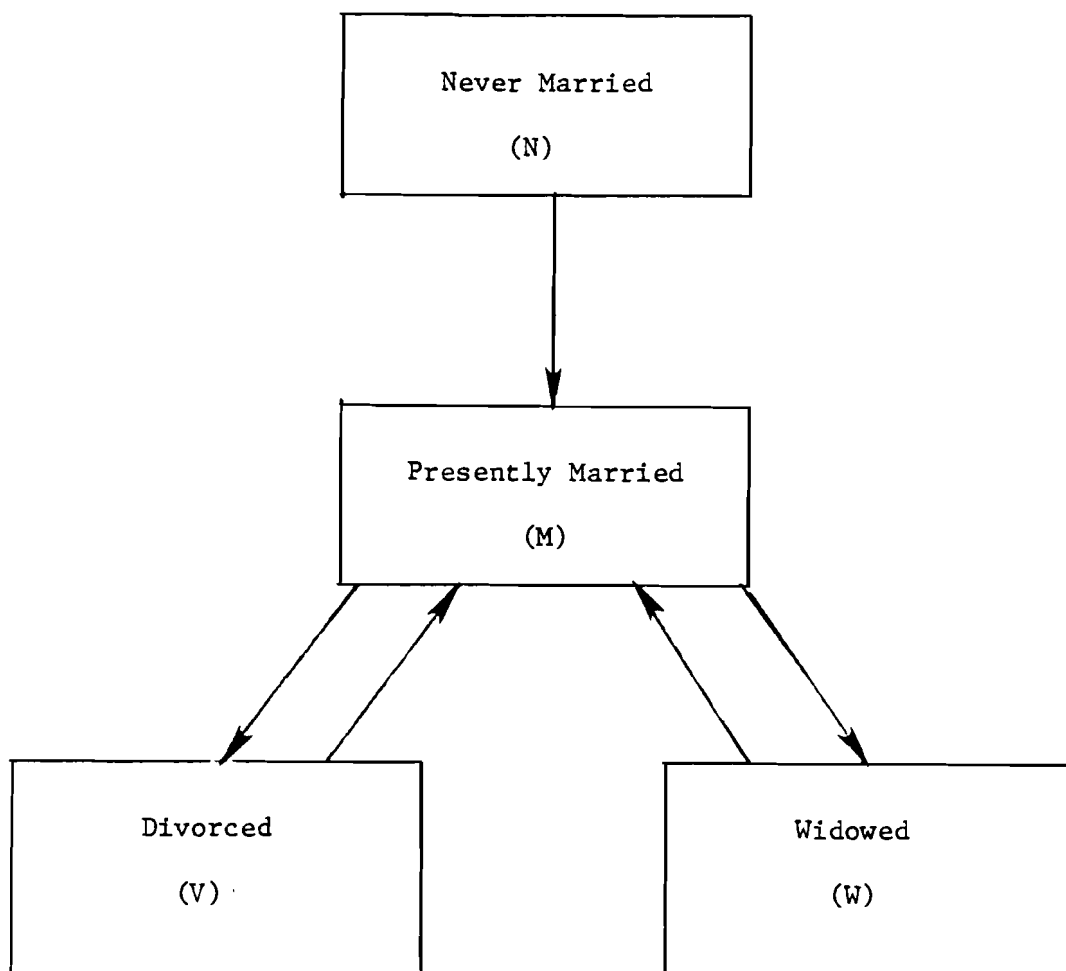 Never Married
(N)
Presently Married
(M)
Divorced
(V)
Widowed
(W)